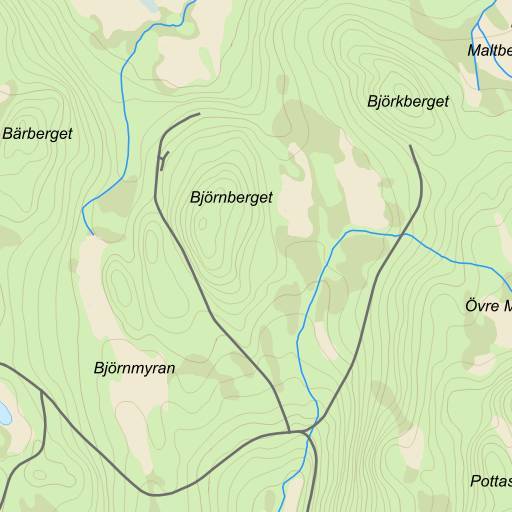 Maltbe
Björkberget
Bärberget
Björnberget
Övre M
Björnmyran
Pottas